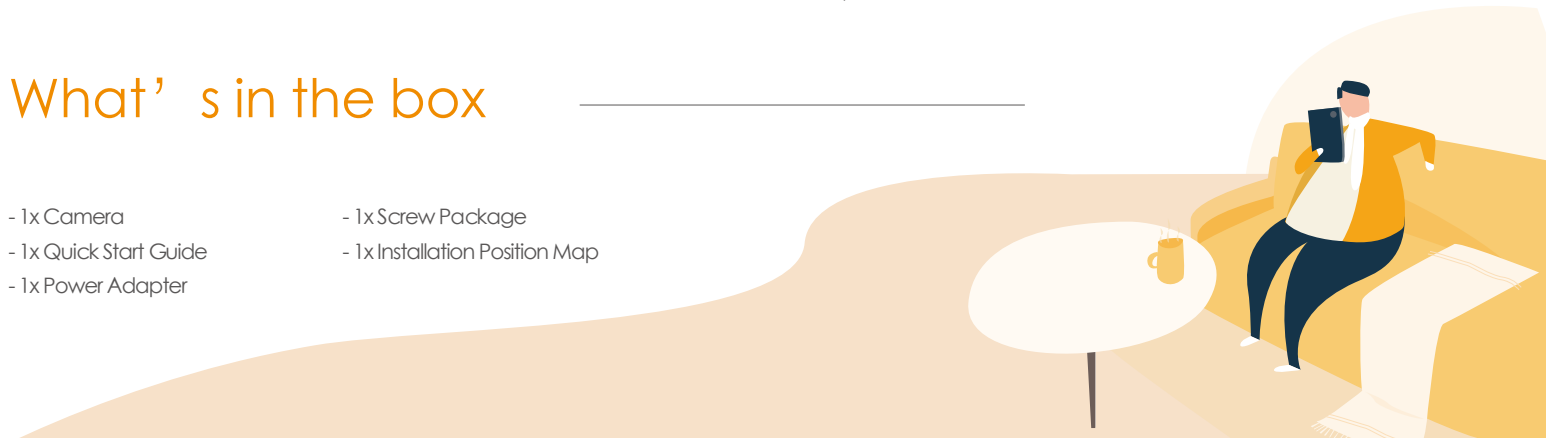 What’s in the box
- 1x Camera
- 1x Quick Start Guide
- 1x Power Adapter
- 1x Screw Package
- 1x Installation Position Map